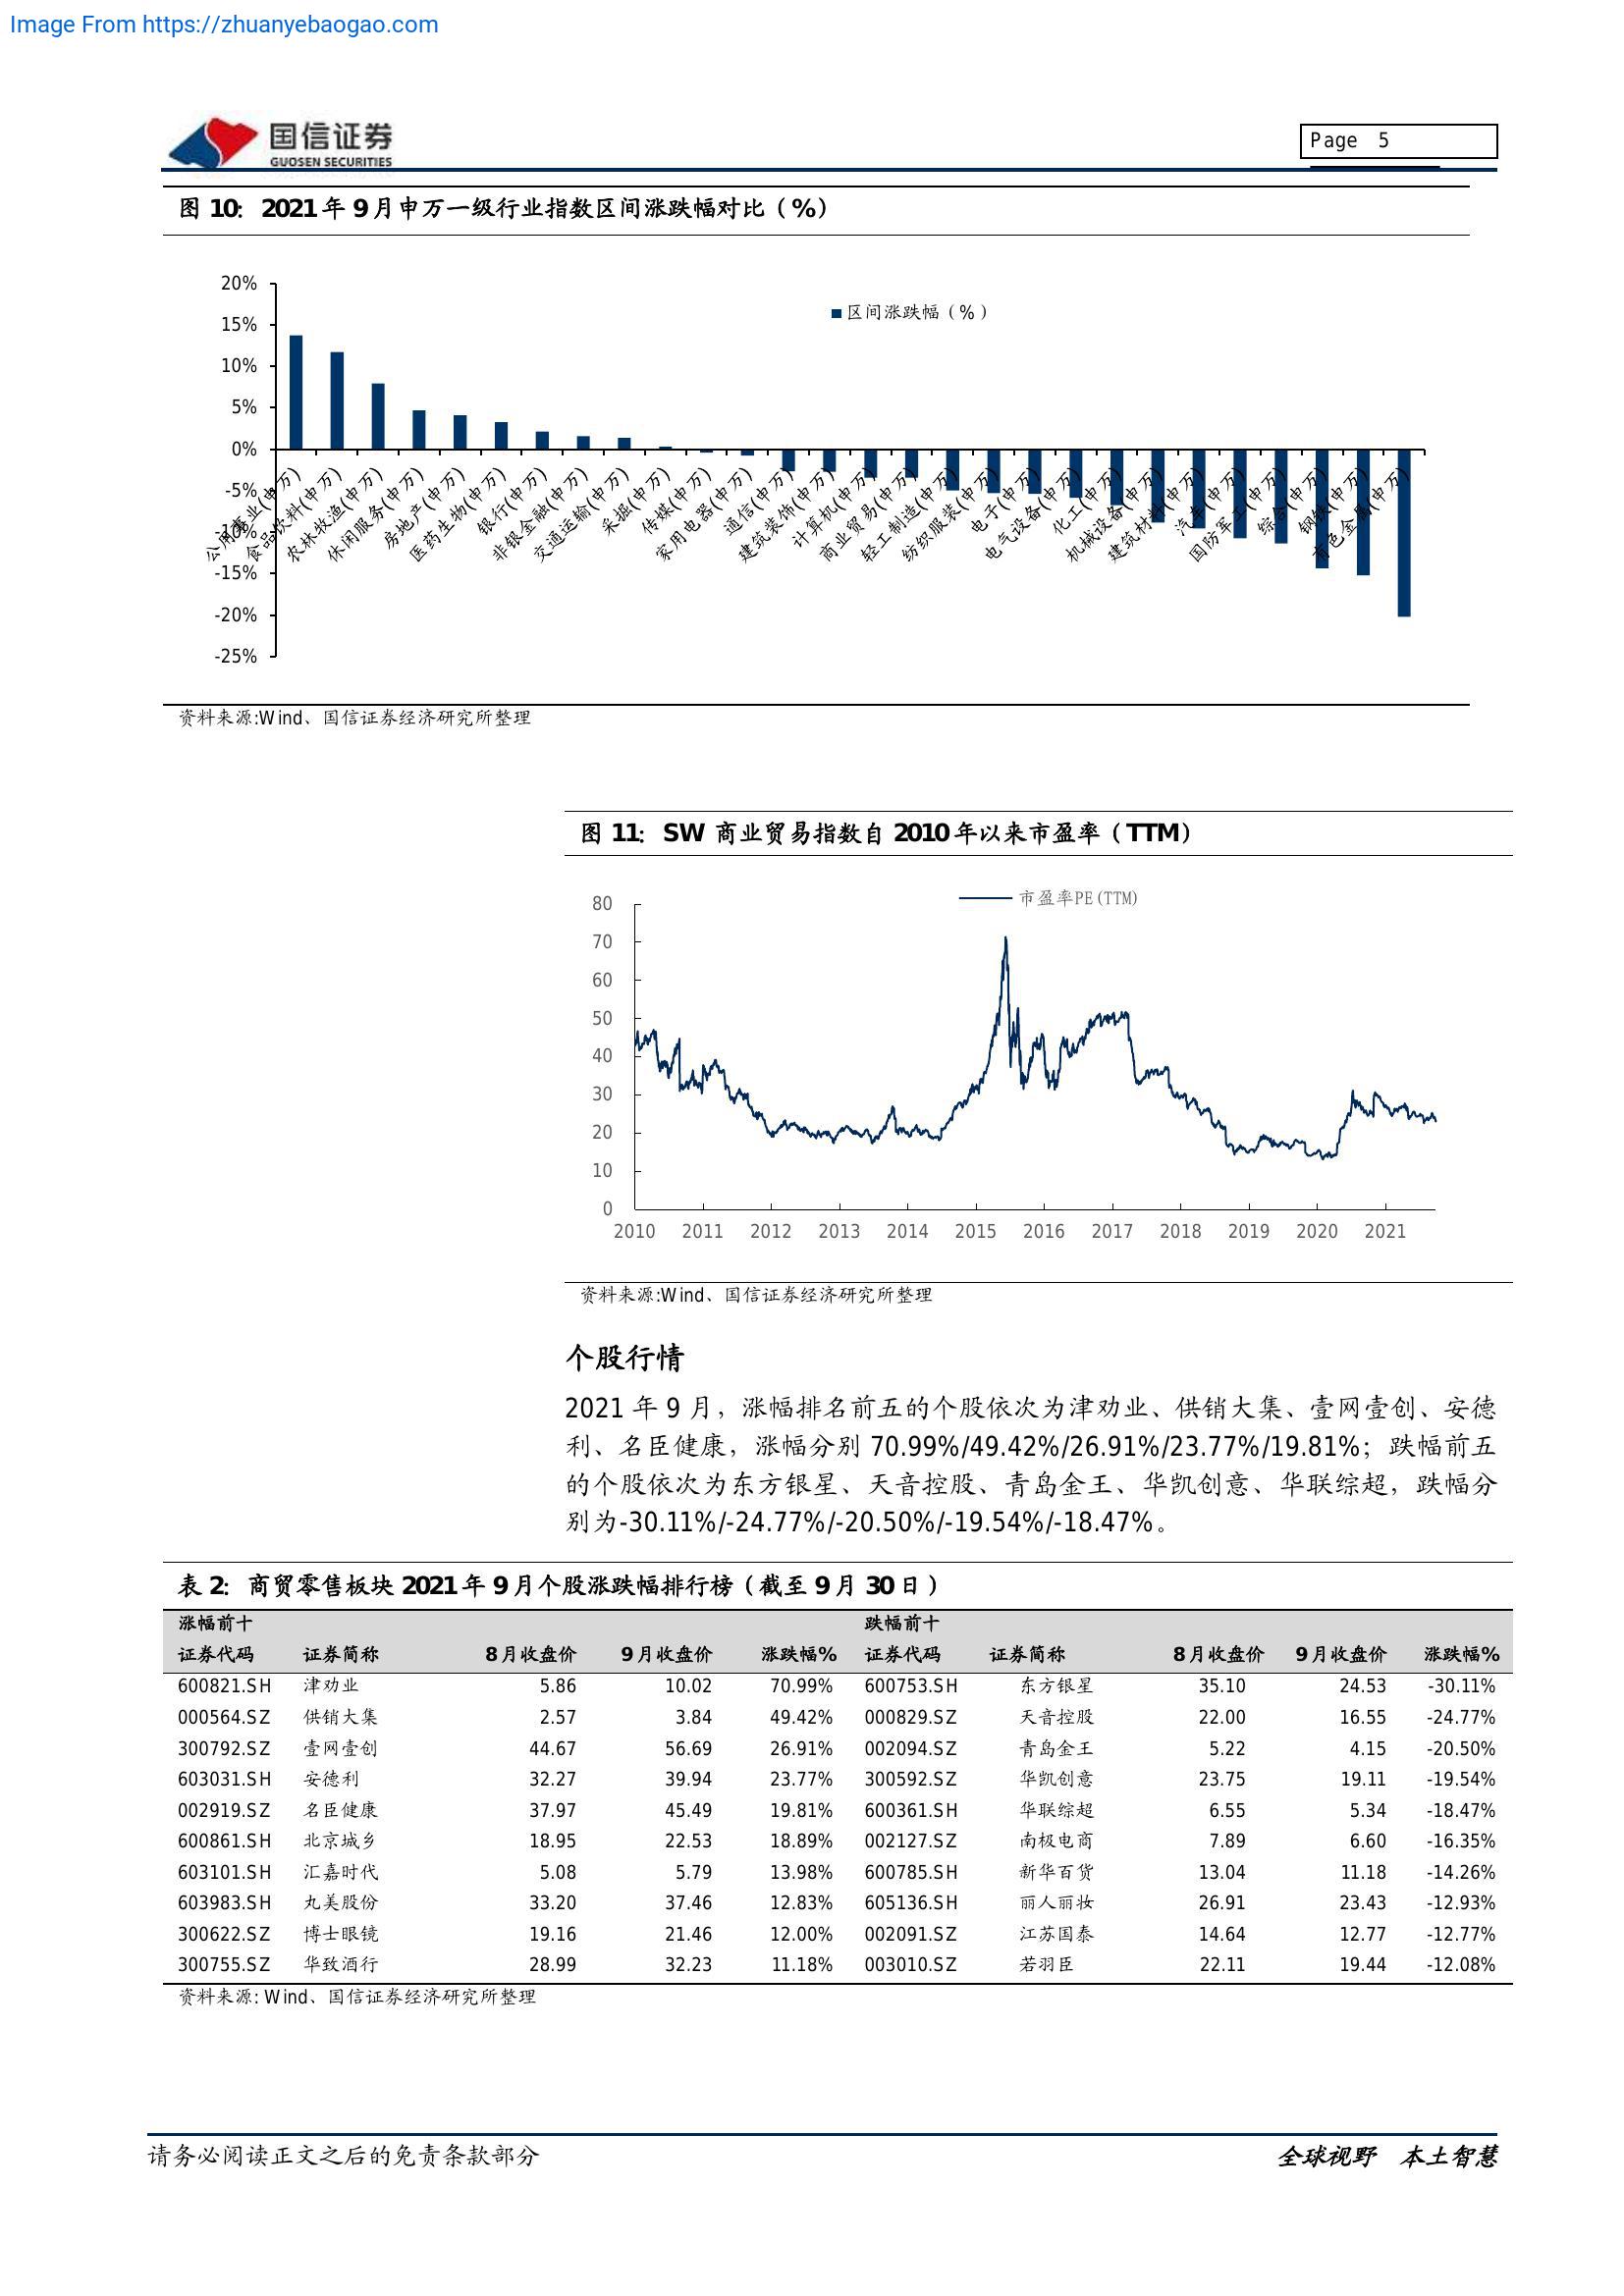 Image From https://zhuanyebaogao.com
国信证券
GUOSEN SECURITIES
Page 5
图 10: 2021 年 9 月申万一级行业指数区间涨跌幅对比（%）
区间涨跌幅（%）
20%
15%
10%
5%
0%
-5%
-10%
-15%
-20%
-25%
公用事业(申万)
食品饮料(申万)
农林牧渔(申万)
休闲服务(申万)
房地产(申万)
医药生物(申万)
银行(申万)
非银金融(申万)
交通运输(申万)
采掘(申万)
传媒(申万)
家用电器(申万)
通信(申万)
建筑装饰(申万)
计算机(申万)
商业贸易(申万)
轻工制造(申万)
纺织服装(申万)
电子(申万)
电气设备(申万)
化工(申万)
机械设备(申万)
建筑材料(申万)
汽车(申万)
国防军工(申万)
综合(申万)
钢铁(申万)
有色金属(申万)
资料来源:Wind、国信证券经济研究所整理
图 11: SW 商业贸易指数自 2010 年以来市盈率（TTM）
市盈率PE(TTM)
80
70
60
50
40
30
20
10
0
2010 2011 2012 2013 2014 2015 2016 2017 2018 2019 2020 2021
资料来源:Wind、国信证券经济研究所整理
个股行情
2021 年 9 月，涨幅排名前五的个股依次为津劝业、供销大集、壹网壹创、安德
利、名臣健康，涨幅分别 70.99%/49.42%/26.91%/23.77%/19.81%；跌幅前五
的个股依次为东方银星、天音控股、青岛金王、华凯创意、华联综超，跌幅分
别为-30.11%/-24.77%/-20.50%/-19.54%/-18.47%。
表 2: 商贸零售板块 2021 年 9 月个股涨跌幅排行榜（截至 9 月 30 日）
涨幅前十 跌幅前十
证券代码 证券简称 8 月收盘价 9 月收盘价 涨跌幅% 证券代码 证券简称 8 月收盘价 9 月收盘价 涨跌幅%
600821.SH 津劝业 5.86 10.02 70.99% 600753.SH 东方银星 35.10 24.53 -30.11%
000564.SZ 供销大集 2.57 3.84 49.42% 000829.SZ 天音控股 22.00 16.55 -24.77%
300792.SZ 壹网壹创 44.67 56.69 26.91% 002094.SZ 青岛金王 5.22 4.15 -20.50%
603031.SH 安德利 32.27 39.94 23.77% 300592.SZ 华凯创意 23.75 19.11 -19.54%
002919.SZ 名臣健康 37.97 45.49 19.81% 600361.SH 华联综超 6.55 5.34 -18.47%
600861.SH 北京城乡 18.95 22.53 18.89% 002127.SZ 南极电商 7.89 6.60 -16.35%
603101.SH 汇嘉时代 5.08 5.79 13.98% 600785.SH 新华百货 13.04 11.18 -14.26%
603983.SH 丸美股份 33.20 37.46 12.83% 605136.SH 丽人丽妆 26.91 23.43 -12.93%
300622.SZ 博士眼镜 19.16 21.46 12.00% 002091.SZ 江苏国泰 14.64 12.77 -12.77%
300755.SZ 华致酒行 28.99 32.23 11.18% 003010.SZ 若羽臣 22.11 19.44 -12.08%
资料来源: Wind、国信证券经济研究所整理
请务必阅读正文之后的免责条款部分
全球视野 本土智慧